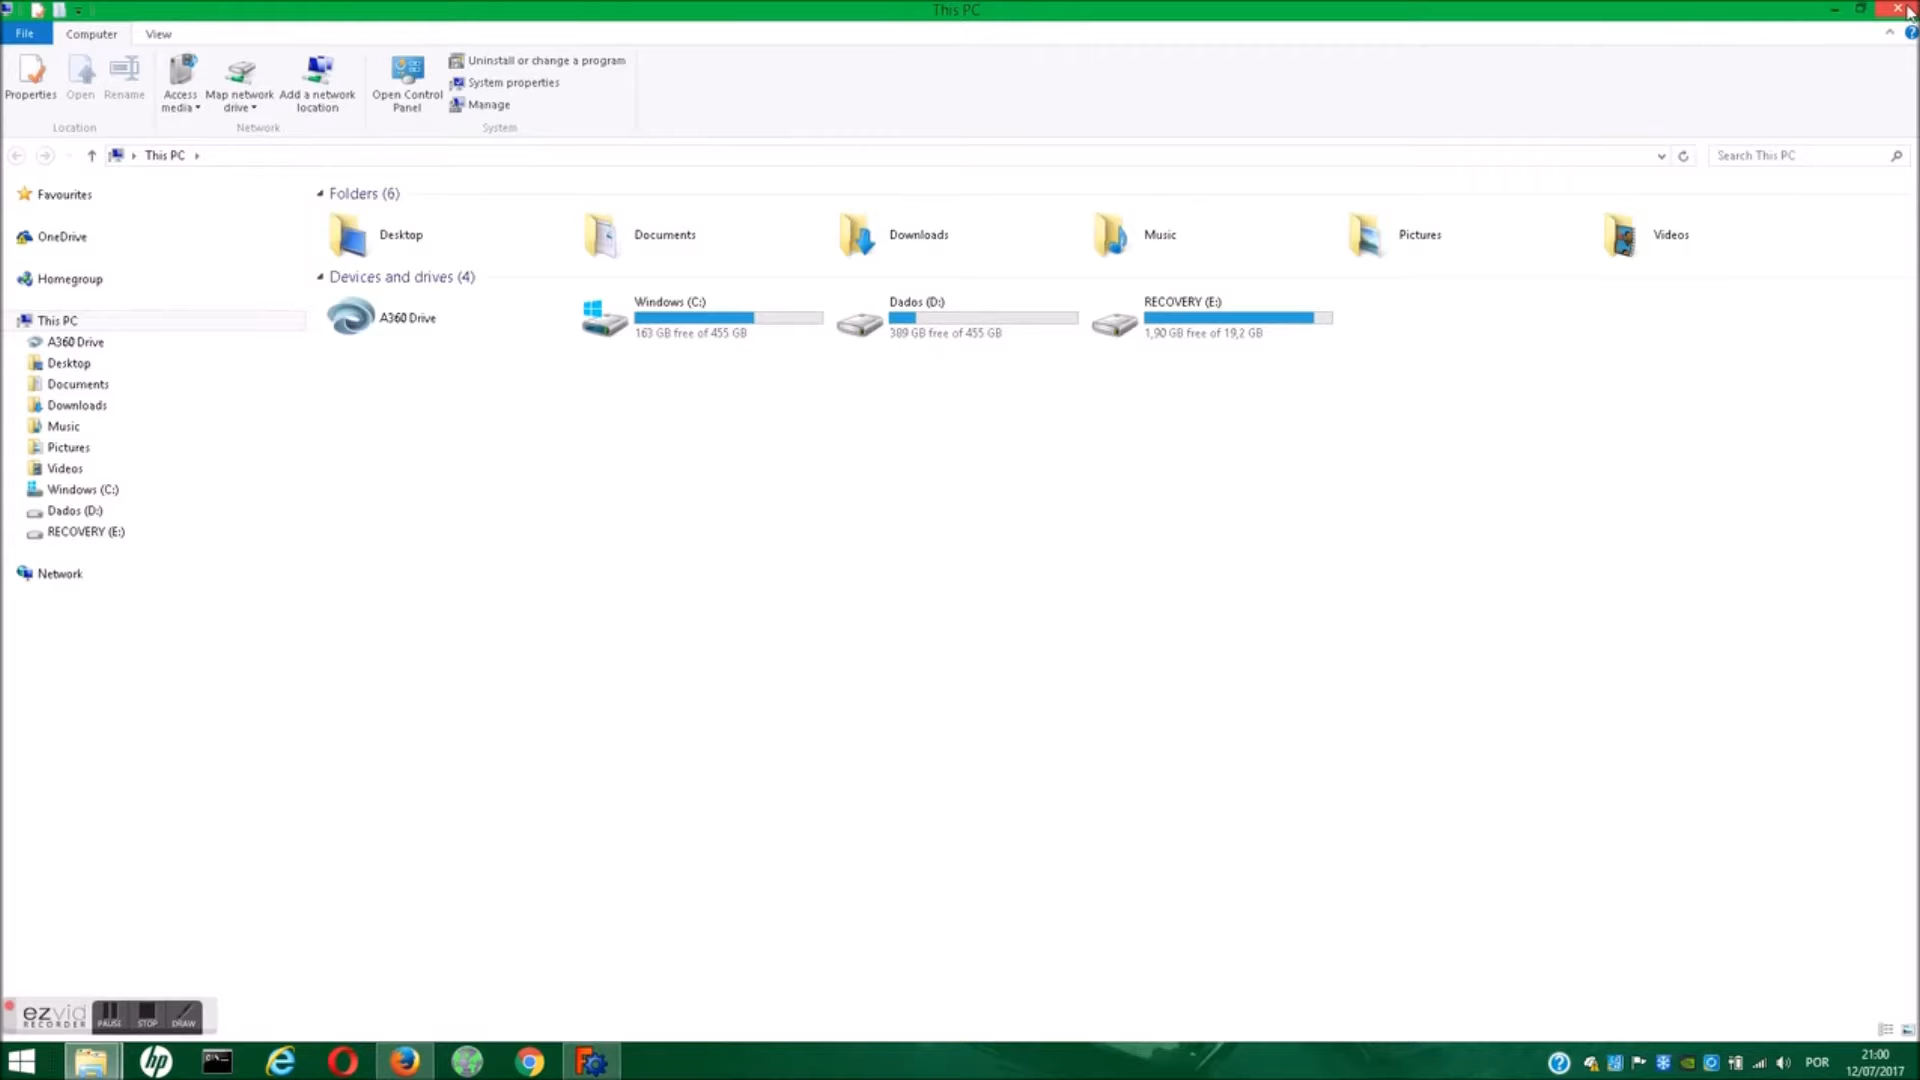 This PC
File
Computer
View
Properties
Open
Rename
Access media
Map network drive
Add a network location
Open Control Panel
Uninstall or change a program
System properties
Manage
Location
Network
System
This PC
Search This PC
Favourites
OneDrive
Homegroup
This PC
A360 Drive
Desktop
Documents
Downloads
Music
Pictures
Videos
Windows (C:)
Dados (D:)
RECOVERY (E:)
Network
Folders (6)
Desktop
Documents
Downloads
Music
Pictures
Videos
Devices and drives (4)
A360 Drive
Windows (C:)
163 GB free of 455 GB
Dados (D:)
389 GB free of 455 GB
RECOVERY (E:)
1,90 GB free of 19,2 GB
ezvid
RECORDER
PAUSE
STOP
DRAW
hp
POR
21:00
12/07/2017